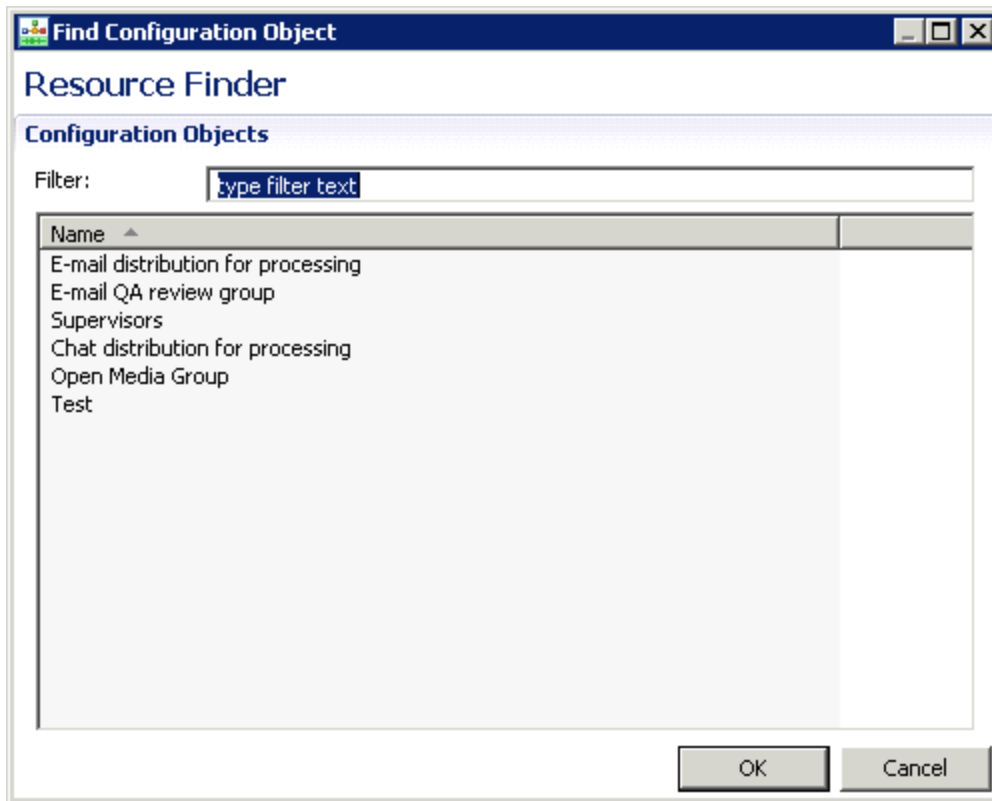 Find Configuration Object
Resource Finder
Configuration Objects
Filter: type filter text
Name
E-mail distribution for processing
E-mail QA review group
Supervisors
Chat distribution for processing
Open Media Group
Test
OK Cancel